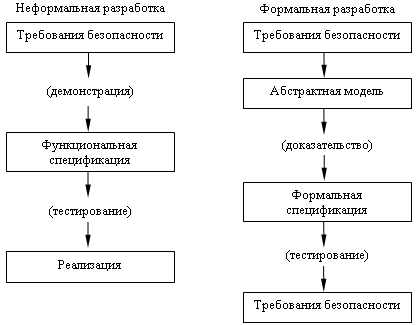 Неформальная разработка
Требования безопасности
(демонстрация)
Функциональная
спецификация
(тестирование)
Реализация
Формальная разработка
Требования безопасности
Абстрактная модель
(доказательство)
Формальная
спецификация
(тестирование)
Требования безопасности